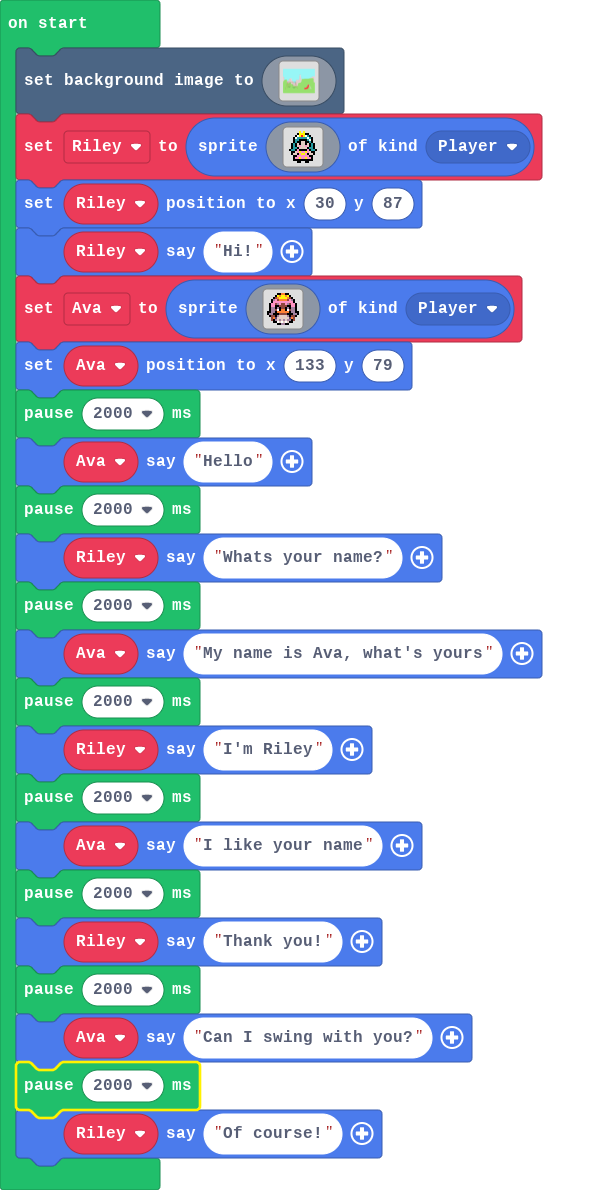 on start
set background image to
set Riley to sprite of kind Player
set Riley position to x 30 y 87
Riley say "Hi!"
set Ava to sprite of kind Player
set Ava position to x 133 y 79
pause 2000 ms
Ava say "Hello"
pause 2000 ms
Riley say "Whats your name?"
pause 2000 ms
Ava say "My name is Ava, what's yours"
pause 2000 ms
Riley say "I'm Riley"
pause 2000 ms
Ava say "I like your name"
pause 2000 ms
Riley say "Thank you!"
pause 2000 ms
Ava say "Can I swing with you?"
pause 2000 ms
Riley say "Of course!"